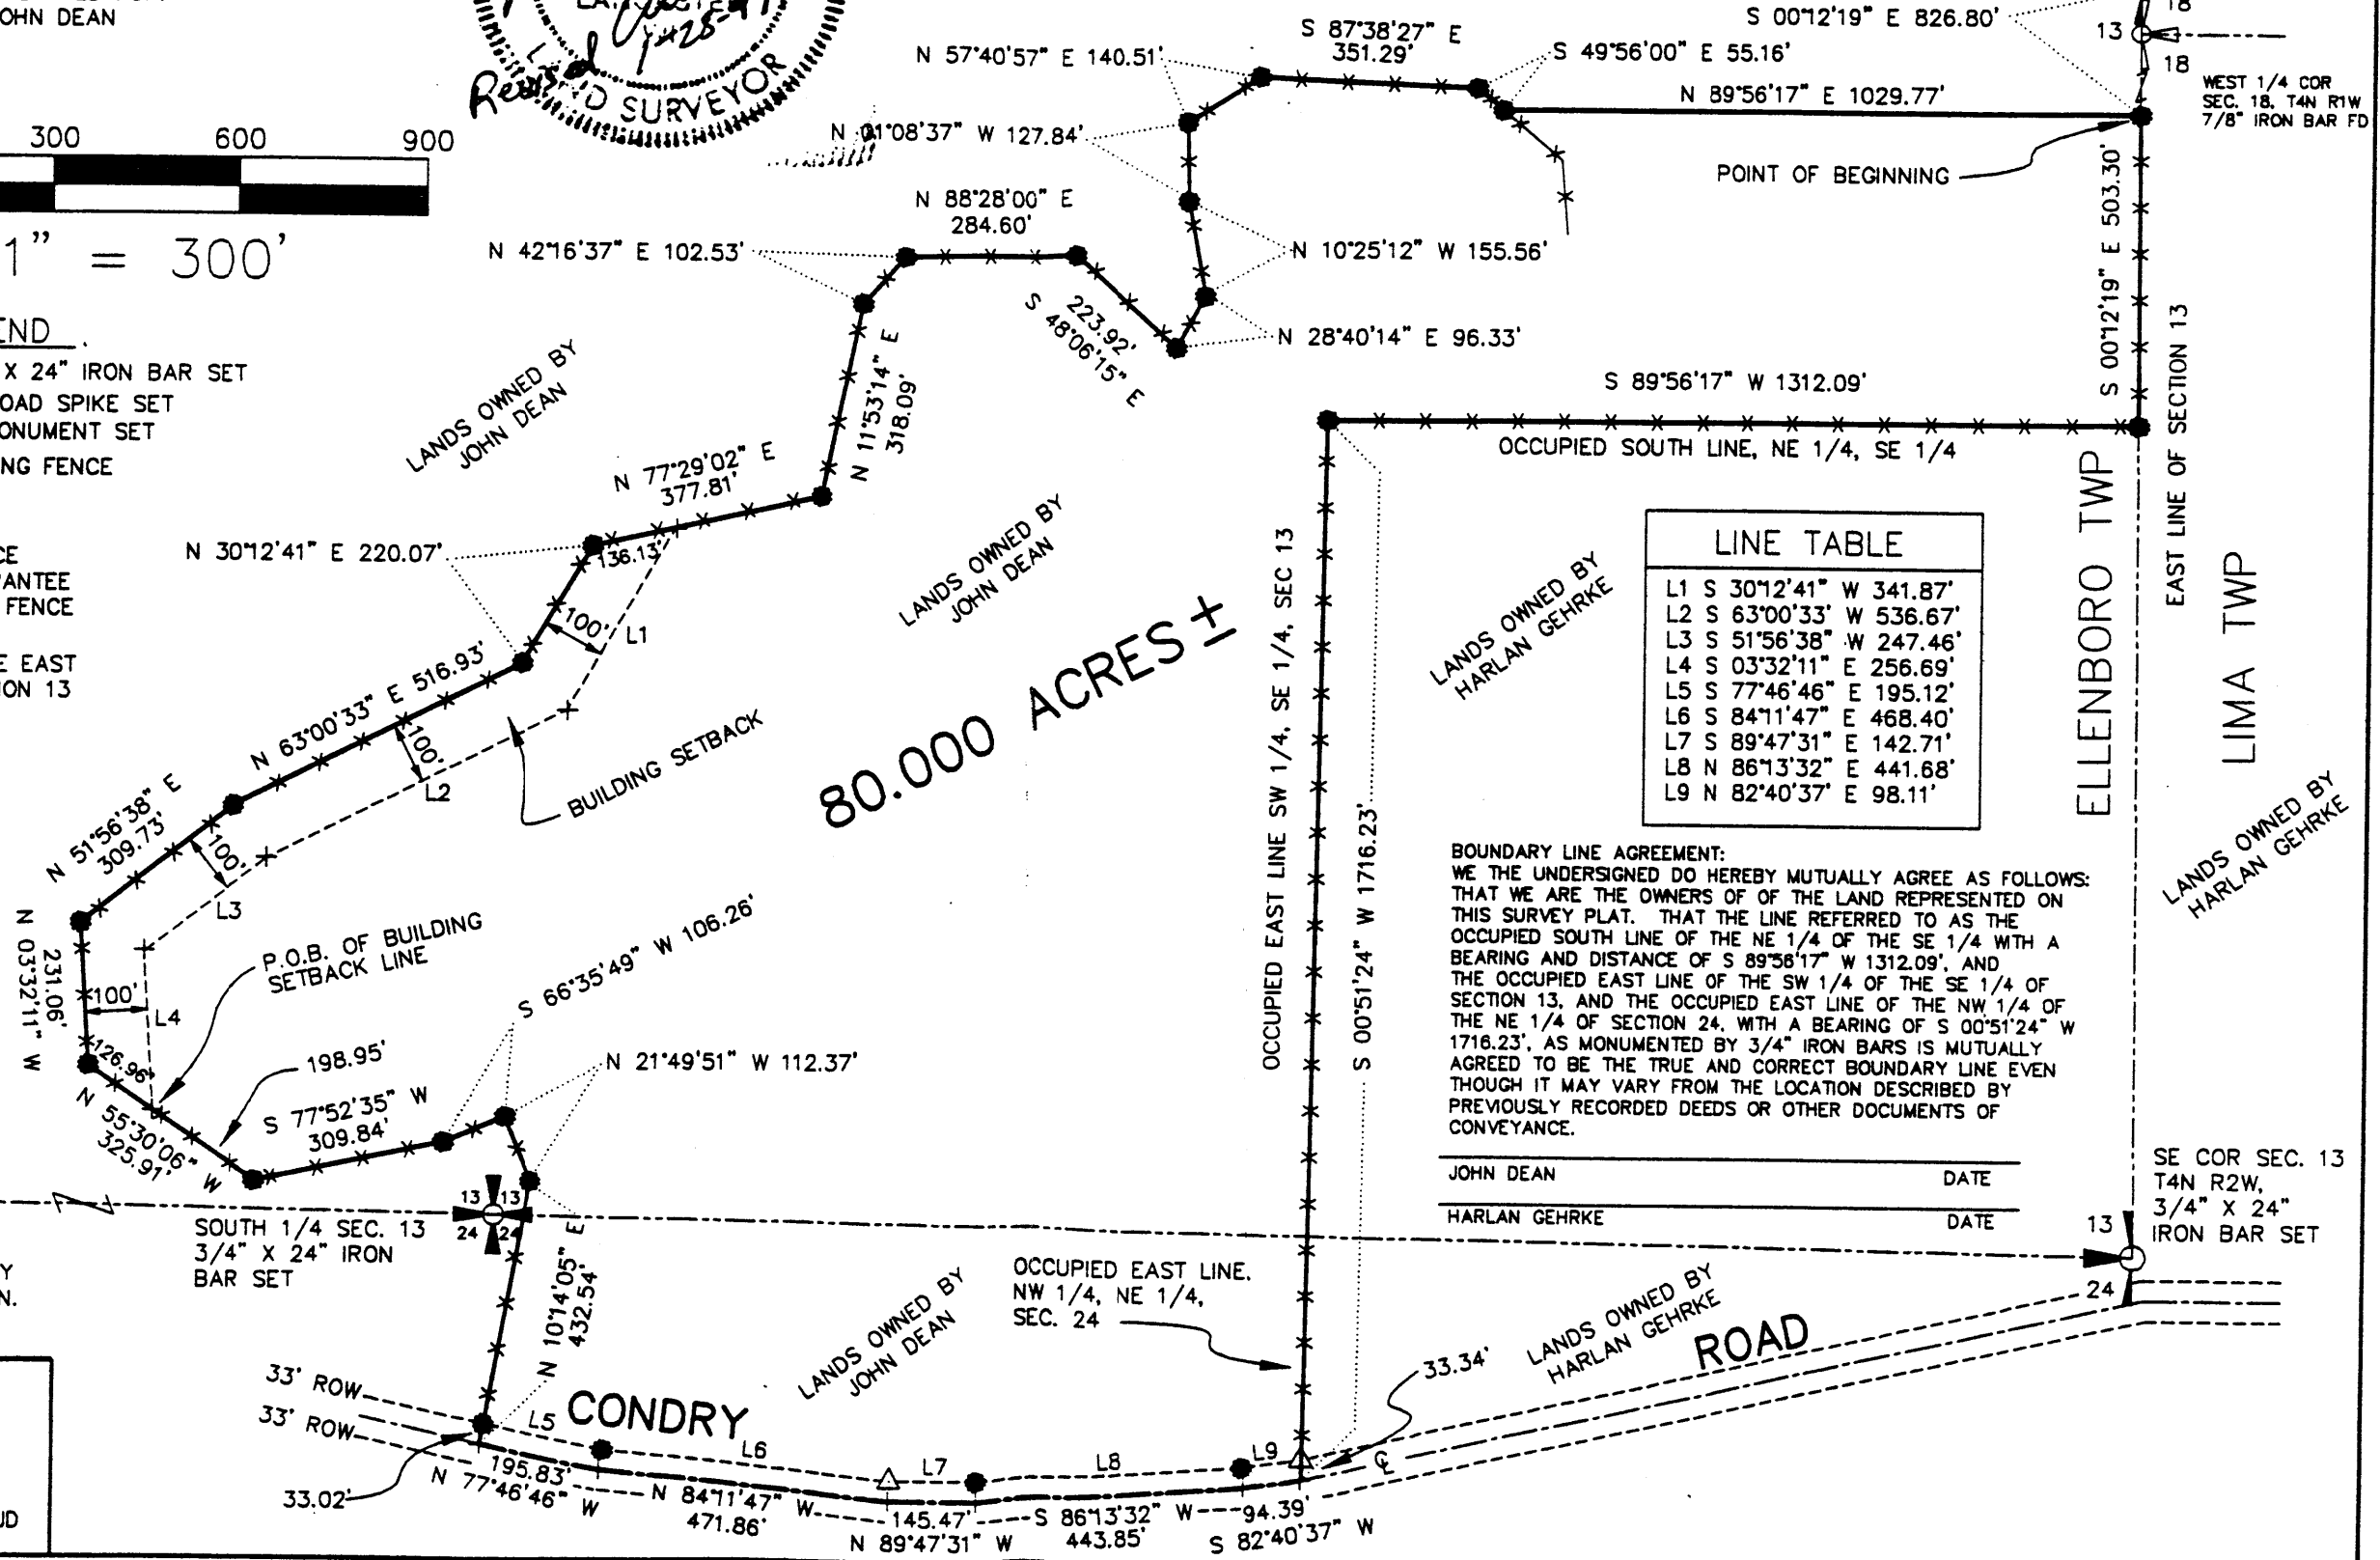 OHN DEAN
Revised
1-28-97
LAND SURVEYOR
300 600 900
1" = 300'
END
X 24" IRON BAR SET
OAD SPIKE SET
ONUMENT SET
NG FENCE
CE
ANTEE
FENCE
E EAST
ION 13
N.
UD
S 00°12'19" E 826.80'
18
13
18
WEST 1/4 COR
SEC. 18, T4N R1W
7/8" IRON BAR FD
N 57°40'57" E 140.51'
S 87°38'27" E
351.29'
S 49°56'00" E 55.16'
N 89°56'17" E 1029.77'
POINT OF BEGINNING
N 01°08'37" W 127.84'
N 88°28'00" E
284.60'
N 42°16'37" E 102.53'
N 10°25'12" W 155.56'
223.92'
S 48°06'15" E
N 28°40'14" E 96.33'
S 00°12'19" E 503.30'
EAST LINE OF SECTION 13
S 89°56'17" W 1312.09'
OCCUPIED SOUTH LINE, NE 1/4, SE 1/4
LANDS OWNED BY
JOHN DEAN
N 11°53'14" E
318.09'
N 77°29'02" E
377.81'
N 30°12'41" E 220.07'
136.13'
100'
L1
LANDS OWNED BY
JOHN DEAN
80.000 ACRES ±
OCCUPIED EAST LINE SW 1/4, SE 1/4, SEC 13
S 00°51'24" W 1716.23'
LANDS OWNED BY
HARLAN GEHRKE
LINE TABLE
L1 S 30°12'41" W 341.87'
L2 S 63°00'33" W 536.67'
L3 S 51°56'38" W 247.46'
L4 S 03°32'11" E 256.69'
L5 S 77°46'46" E 195.12'
L6 S 84°11'47" E 468.40'
L7 S 89°47'31" E 142.71'
L8 N 86°13'32" E 441.68'
L9 N 82°40'37" E 98.11'
ELLENBORO TWP
LIMA TWP
LANDS OWNED BY
HARLAN GEHRKE
N 63°00'33" E 516.93'
100'
L2
BUILDING SETBACK
N 51°56'38" E
309.73'
100'
L3
N 03°32'11" W
231.06'
100'
L4
P.O.B. OF BUILDING
SETBACK LINE
126.96'
198.95'
N 55°30'06" W
325.91'
S 77°52'35" W
309.84'
S 66°35'49" W 106.26'
N 21°49'51" W 112.37'
BOUNDARY LINE AGREEMENT:
WE THE UNDERSIGNED DO HEREBY MUTUALLY AGREE AS FOLLOWS:
THAT WE ARE THE OWNERS OF OF THE LAND REPRESENTED ON
THIS SURVEY PLAT. THAT THE LINE REFERRED TO AS THE
OCCUPIED SOUTH LINE OF THE NE 1/4 OF THE SE 1/4 WITH A
BEARING AND DISTANCE OF S 89°56'17" W 1312.09', AND
THE OCCUPIED EAST LINE OF THE SW 1/4 OF THE SE 1/4 OF
SECTION 13, AND THE OCCUPIED EAST LINE OF THE NW 1/4 OF
THE NE 1/4 OF SECTION 24, WITH A BEARING OF S 00°51'24" W
1716.23', AS MONUMENTED BY 3/4" IRON BARS IS MUTUALLY
AGREED TO BE THE TRUE AND CORRECT BOUNDARY LINE EVEN
THOUGH IT MAY VARY FROM THE LOCATION DESCRIBED BY
PREVIOUSLY RECORDED DEEDS OR OTHER DOCUMENTS OF
CONVEYANCE.
JOHN DEAN DATE
HARLAN GEHRKE DATE
SE COR SEC. 13
T4N R2W,
3/4" X 24"
IRON BAR SET
13
24
13 13
24 24
SOUTH 1/4 SEC. 13
3/4" X 24" IRON
BAR SET
N 10°14'05" E
432.54'
OCCUPIED EAST LINE,
NW 1/4, NE 1/4,
SEC. 24
LANDS OWNED BY
JOHN DEAN
LANDS OWNED BY
HARLAN GEHRKE
33.34'
CONDRY ROAD
33' ROW
33' ROW
33.02'
L5
L6
L7
L8
L9
℄
195.83'
N 77°46'46" W
N 84°11'47" W
471.86'
145.47'
N 89°47'31" W
S 86°13'32" W
443.85'
94.39'
S 82°40'37" W